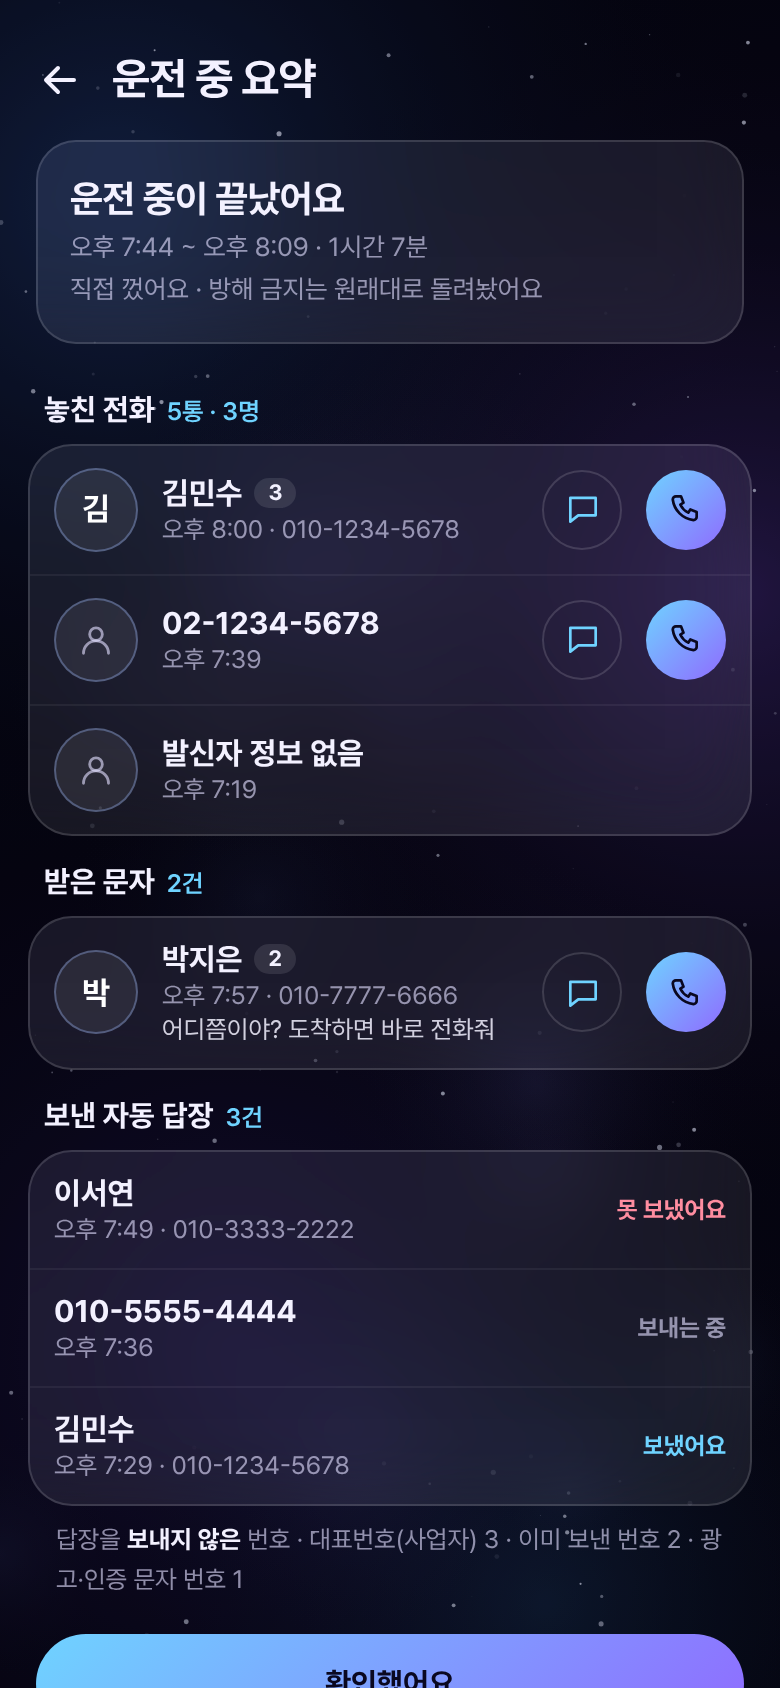 운전 중 요약
운전 중이 끝났어요
오후 7:44 ~ 오후 8:09 · 1시간 7분
직접 껐어요 · 방해 금지는 원래대로 돌려놨어요
놓친 전화 5통 · 3명
김
김민수 3
오후 8:00 · 010-1234-5678
02-1234-5678
오후 7:39
발신자 정보 없음
오후 7:19
받은 문자 2건
박
박지은 2
오후 7:57 · 010-7777-6666
어디쯤이야? 도착하면 바로 전화줘
보낸 자동 답장 3건
이서연
오후 7:49 · 010-3333-2222
못 보냈어요
010-5555-4444
오후 7:36
보내는 중
김민수
오후 7:29 · 010-1234-5678
보냈어요
답장을 보내지 않은 번호 · 대표번호(사업자) 3 · 이미 보낸 번호 2 · 광
고·인증 문자 번호 1
확인했어요